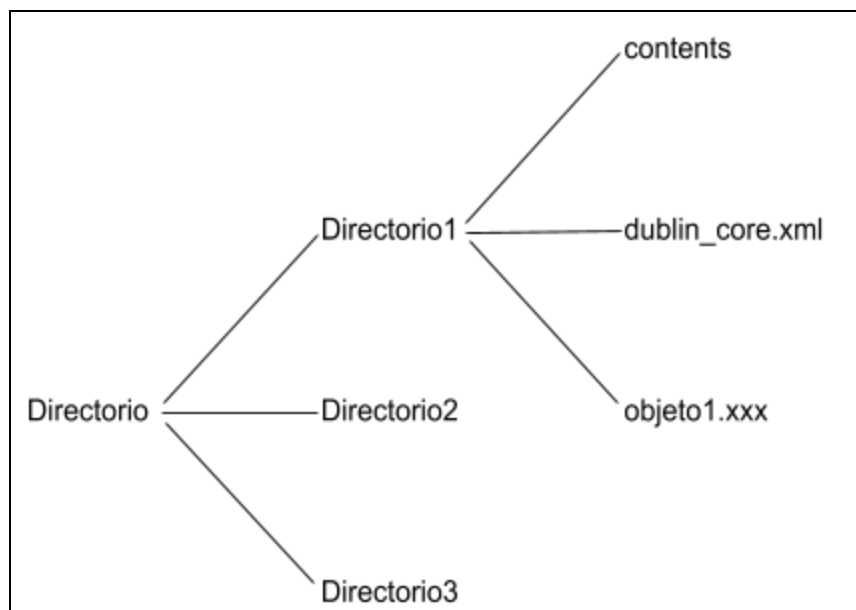 contents
Directorio1
dublin_core.xml
Directorio
Directorio2
objeto1.xxx
Directorio3